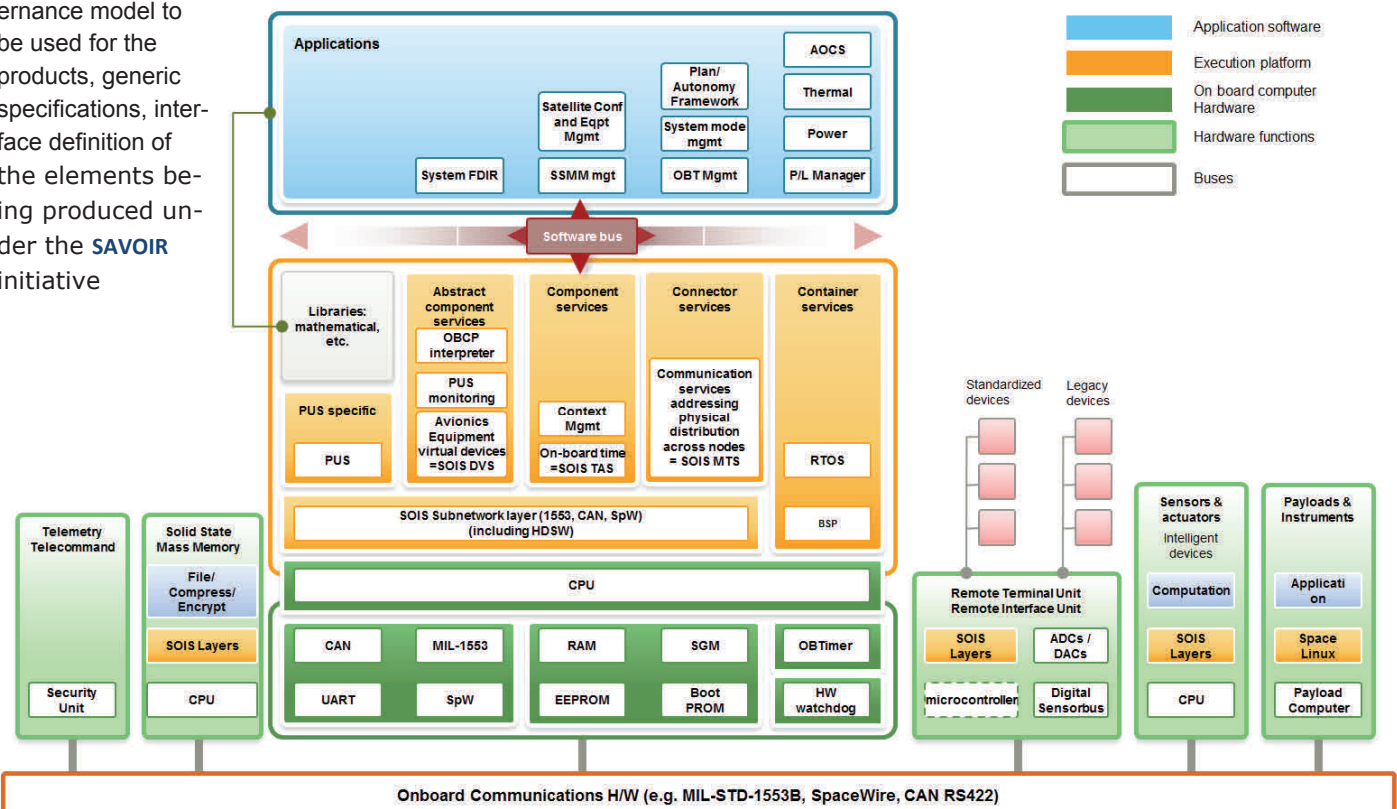 ernance model to
be used for the
products, generic
specifications, inter-
face definition of
the elements be-
ing produced un-
der the SAVOIR
initiative
Applications
System FDIR
Satellite Conf
and Eqpt
Mgmt
SSMM mgt
Plan/
Autonomy
Framework
System mode
mgmt
OBT Mgmt
AOCS
Thermal
Power
P/L Manager
Application software
Execution platform
On board computer
Hardware
Hardware functions
Buses
Software bus
Libraries:
mathematical,
etc.
PUS specific
PUS
Abstract
component
services
OBCP
interpreter
PUS
monitoring
Avionics
Equipment
virtual devices
=SOIS DVS
Component
services
Context
Mgmt
On-board time
=SOIS TAS
Connector
services
Communication
services
addressing
physical
distribution
across nodes
= SOIS MTS
Container
services
RTOS
BSP
SOIS Subnetwork layer (1553, CAN, SpW)
(including HDSW)
CPU
CAN
MIL-1553
UART
SpW
RAM
SGM
EEPROM
Boot
PROM
OBTimer
HW
watchdog
Telemetry
Telecommand
Security
Unit
Solid State
Mass Memory
File/
Compress/
Encrypt
SOIS Layers
CPU
Standardized
devices
Legacy
devices
Remote Terminal Unit
Remote Interface Unit
SOIS
Layers
ADCs /
DACs
microcontroller
Digital
Sensorbus
Sensors &
actuators
Intelligent
devices
Computation
SOIS
Layers
CPU
Payloads &
Instruments
Applicati
on
Space
Linux
Payload
Computer
Onboard Communications H/W (e.g. MIL-STD-1553B, SpaceWire, CAN RS422)